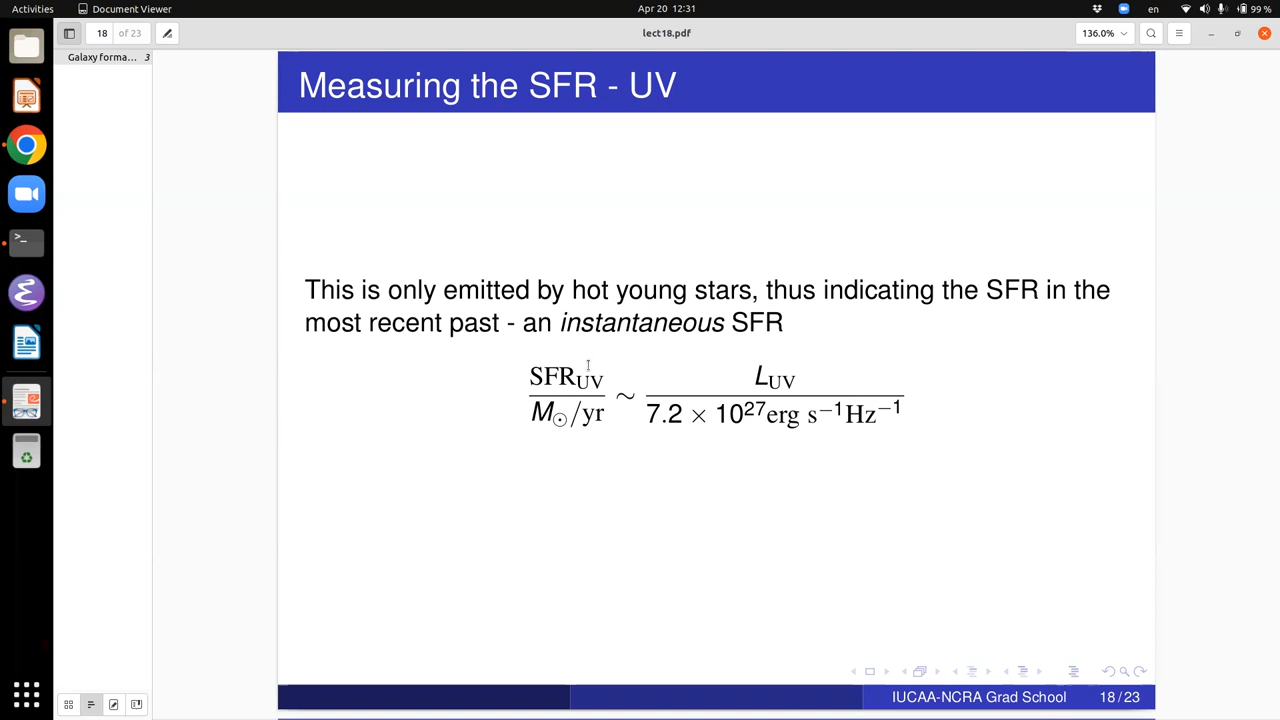 Activities Document Viewer Apr 20 12:31 en 99 %
18 of 23 lect18.pdf 136.0%
Galaxy forma... 3
Measuring the SFR - UV
This is only emitted by hot young stars, thus indicating the SFR in the
most recent past - an instantaneous SFR
SFR_UV / M_⊙/yr ∼ L_UV / 7.2 × 10^27 erg s^−1 Hz^−1
IUCAA-NCRA Grad School 18 / 23